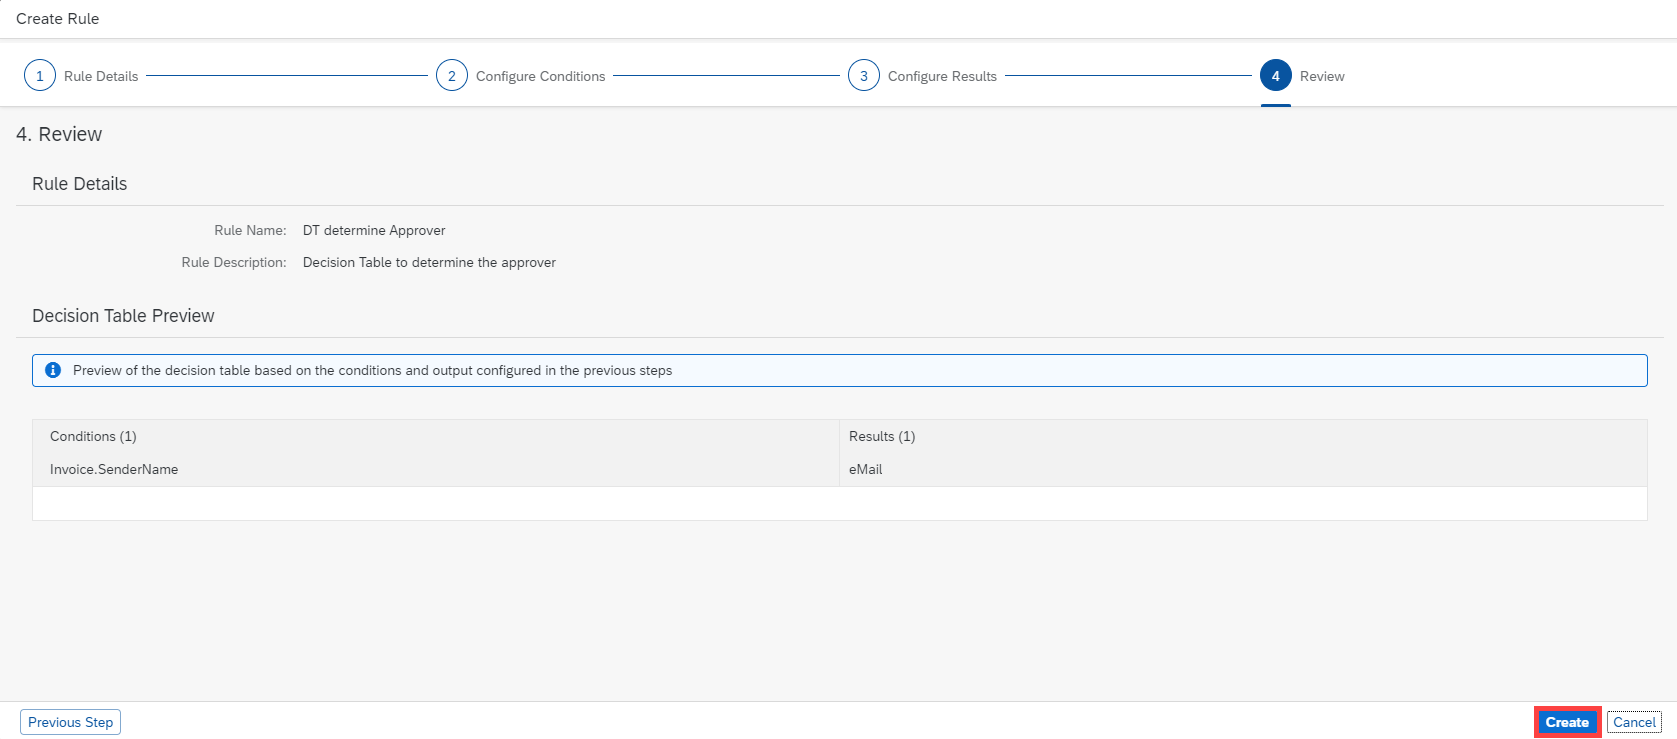 Create Rule
1 Rule Details 2 Configure Conditions 3 Configure Results 4 Review
4. Review
Rule Details
Rule Name: DT determine Approver
Rule Description: Decision Table to determine the approver
Decision Table Preview
Preview of the decision table based on the conditions and output configured in the previous steps
Conditions (1) Results (1)
Invoice.SenderName eMail
Previous Step Create Cancel